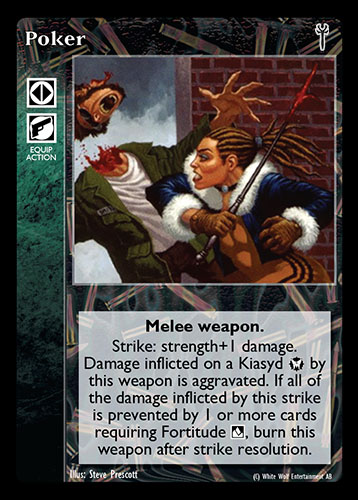 Poker
EQUIP
ACTION
Melee weapon.
Strike: strength+1 damage.
Damage inflicted on a Kiasyd by
this weapon is aggravated. If all of
the damage inflicted by this strike
is prevented by 1 or more cards
requiring Fortitude , burn this
weapon after strike resolution.
Illus: Steve Prescott
(C) White Wolf Entertainment AB